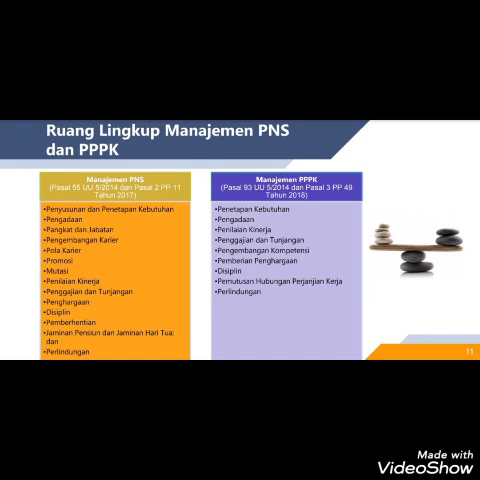 Ruang Lingkup Manajemen PNS
dan PPPK
Manajemen PNS
(Pasal 55 UU 5/2014 dan Pasal 2 PP 11
Tahun 2017)
•Penyusunan dan Penetapan Kebutuhan
•Pengadaan
•Pangkat dan Jabatan
•Pengembangan Karier
•Pola Karier
•Promosi
•Mutasi
•Penilaian Kinerja
•Penggajian dan Tunjangan
•Penghargaan
•Disiplin
•Pemberhentian
•Jaminan Pensiun dan Jaminan Hari Tua;
dan
•Perlindungan
Manajemen PPPK
(Pasal 93 UU 5/2014 dan Pasal 3 PP 49
Tahun 2018)
•Penetapan Kebutuhan
•Pengadaan
•Penilaian Kinerja
•Penggajian dan Tunjangan
•Pengembangan Kompetensi
•Pemberian Penghargaan
•Disiplin
•Pemutusan Hubungan Perjanjian Kerja
•Perlindungan
11
Made with
VideoShow